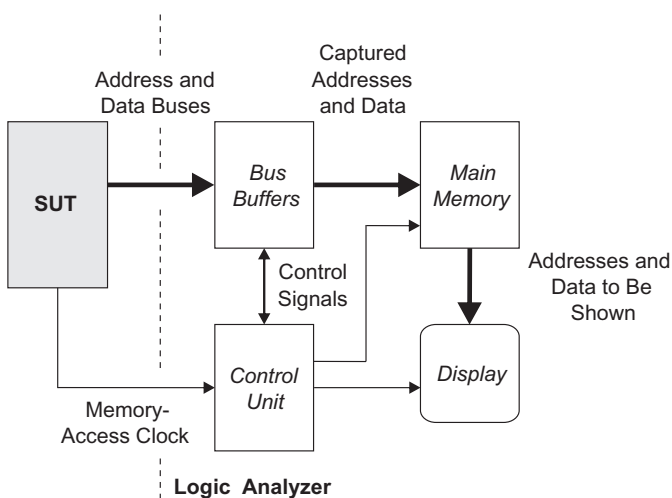 Captured
Addresses
and Data
Address and
Data Buses
SUT
Bus
Buffers
Main
Memory
Control
Signals
Addresses and
Data to Be
Shown
Control
Unit
Display
Memory-
Access Clock
Logic Analyzer